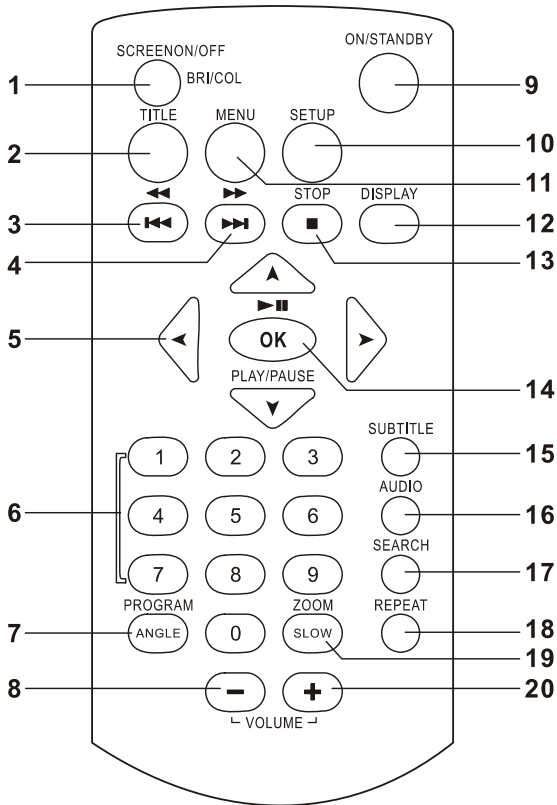 SCREENON/OFF
ON/STANDBY
1
BRI/COL
9
TITLE
MENU
SETUP
2
10
11
STOP
DISPLAY
3
12
4
13
5
OK
PLAY/PAUSE
14
SUBTITLE
1
2
3
15
AUDIO
6
4
5
6
16
SEARCH
7
8
9
17
PROGRAM
ZOOM
REPEAT
7
ANGLE
0
SLOW
18
19
8
−
+
20
VOLUME